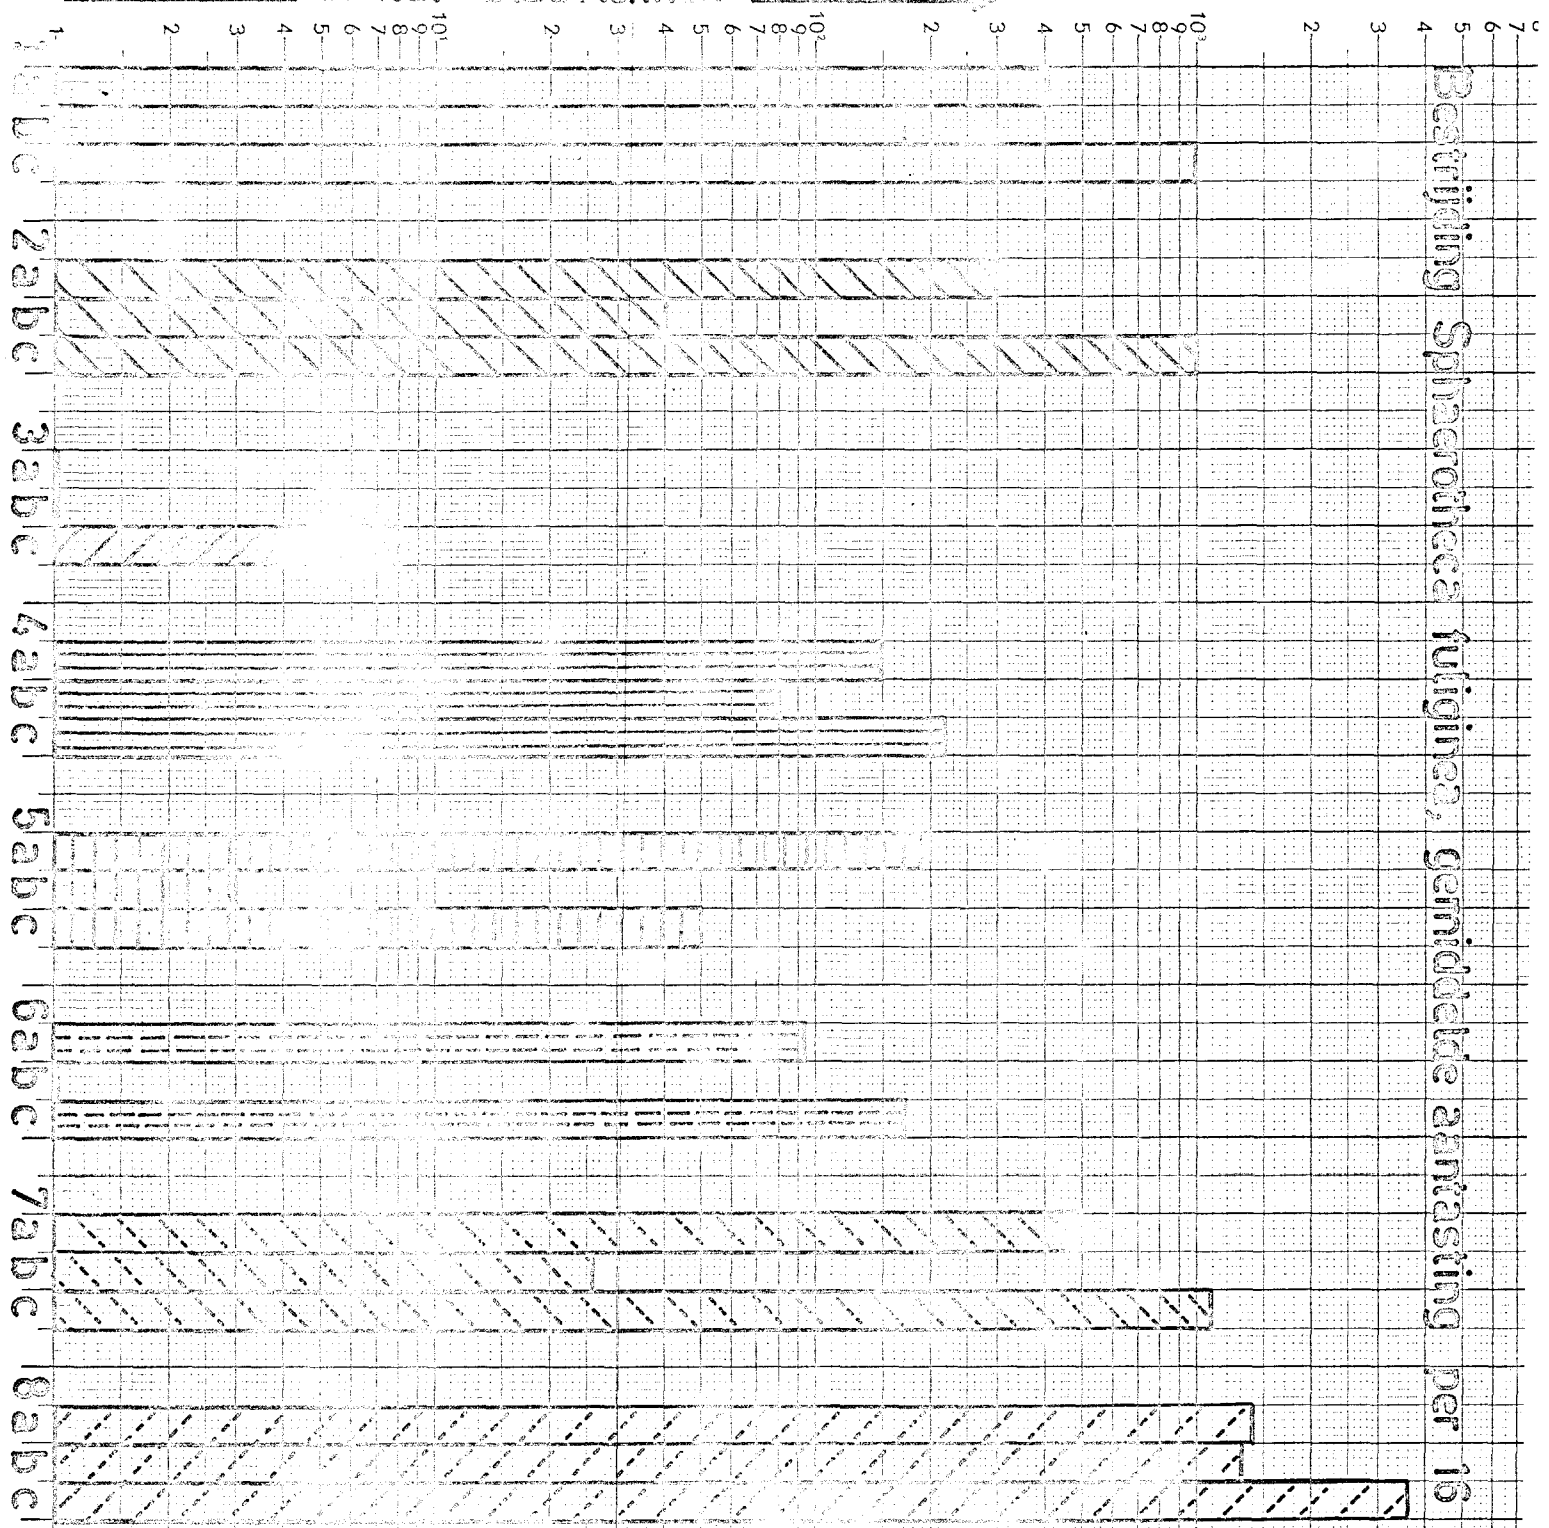 Bestrijding Sphaerotheca fuliginea, gemiddelde aantasting per 16
7 6 5 4 3 2 10³ 9 8 7 6 5 4 3 2 10² 9 8 7 6 5 4 3 2 10¹ 9 8 7 6 5 4 3 2 1
1 a b c 2 a b c 3 a b c 4 a b c 5 a b c 6 a b c 7 a b c 8 a b c